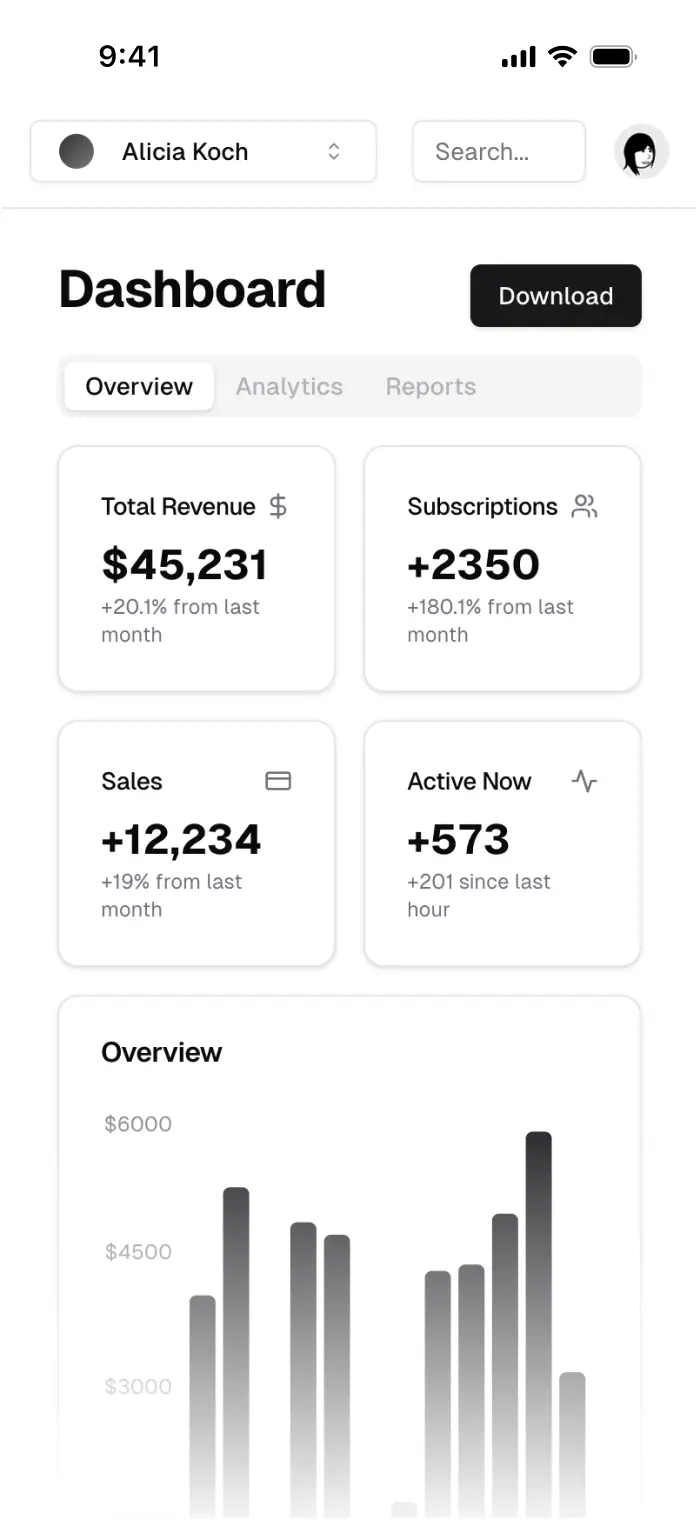 9:41
Alicia Koch
Search...
Dashboard
Download
Overview
Analytics
Reports
Total Revenue
$45,231
+20.1% from last
month
Subscriptions
+2350
+180.1% from last
month
Sales
+12,234
+19% from last
month
Active Now
+573
+201 since last
hour
Overview
$6000
$4500
$3000